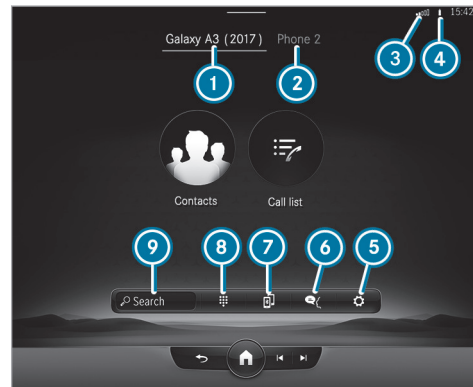 15:42
Galaxy A3 (2017) Phone 2
3 4
1 2
Contacts Call list
9 8 7 6 5
Search